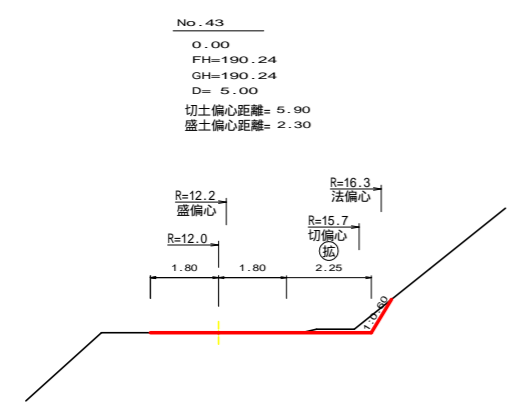 No.43
0.00
FH=190.24
GH=190.24
D= 5.00
切土偏心距離= 5.90
盛土偏心距離= 2.30
R=16.3
法偏心
R=12.2
盛偏心
R=15.7
切偏心
拡
R=12.0
1.80
1.80
2.25
1:0.60